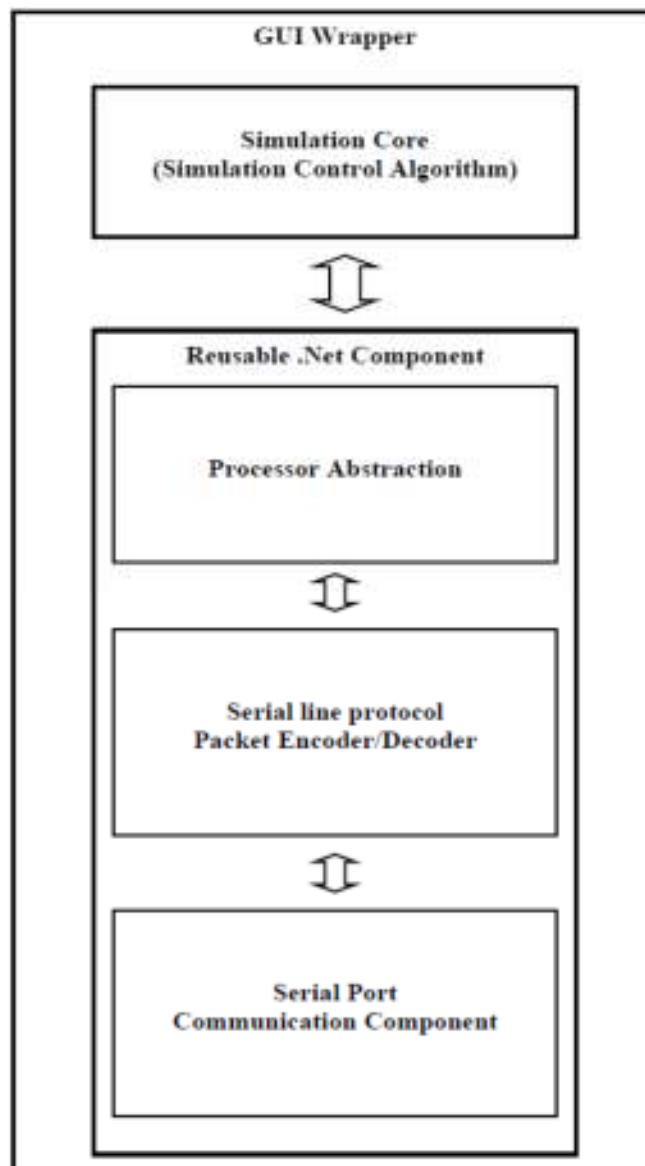 GUI Wrapper
Simulation Core
(Simulation Control Algorithm)
Reusable .Net Component
Processor Abstraction
Serial line protocol
Packet Encoder/Decoder
Serial Port
Communication Component